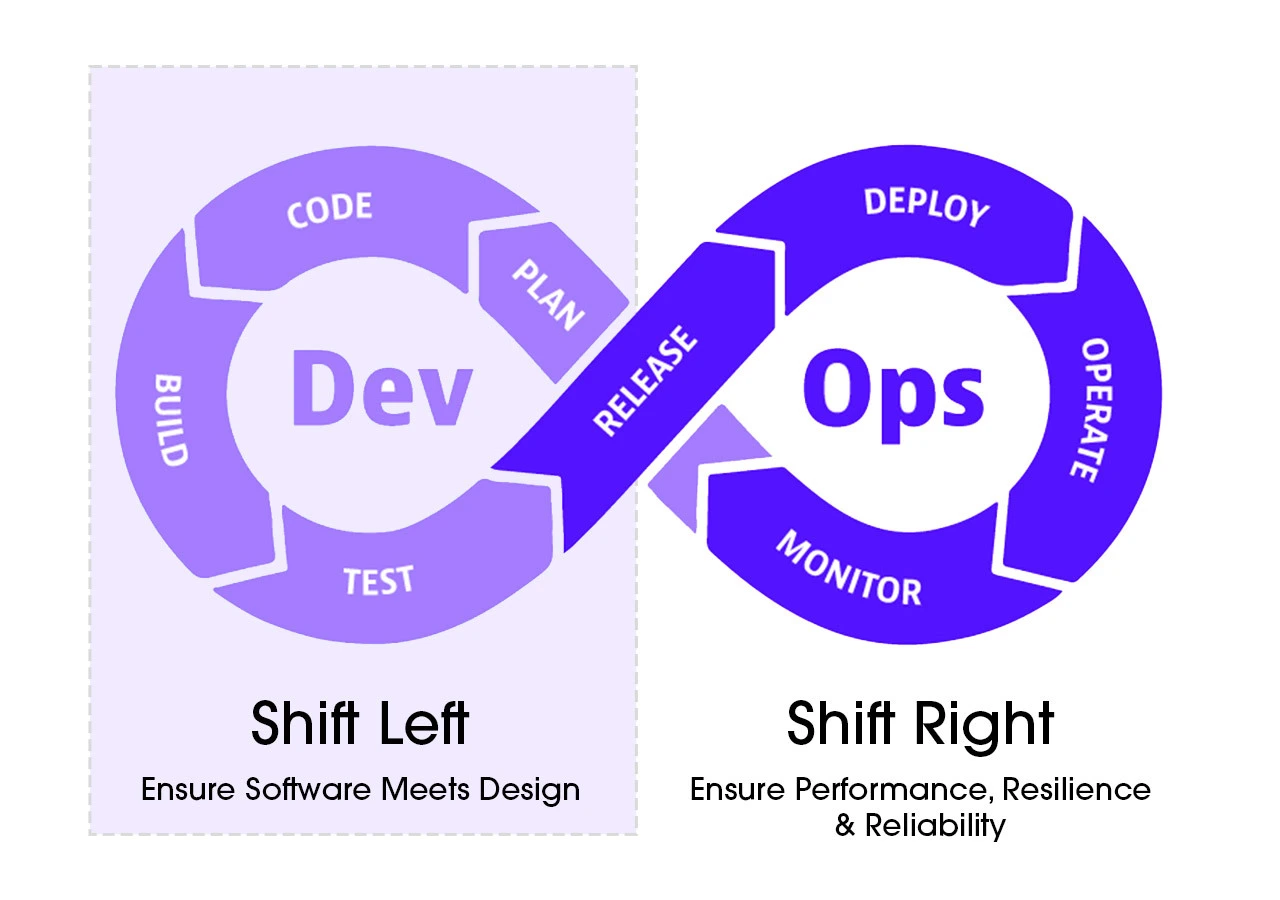 CODE
PLAN
BUILD
TEST
Dev
RELEASE
DEPLOY
OPERATE
MONITOR
Ops
Shift Left
Ensure Software Meets Design
Shift Right
Ensure Performance, Resilience
& Reliability